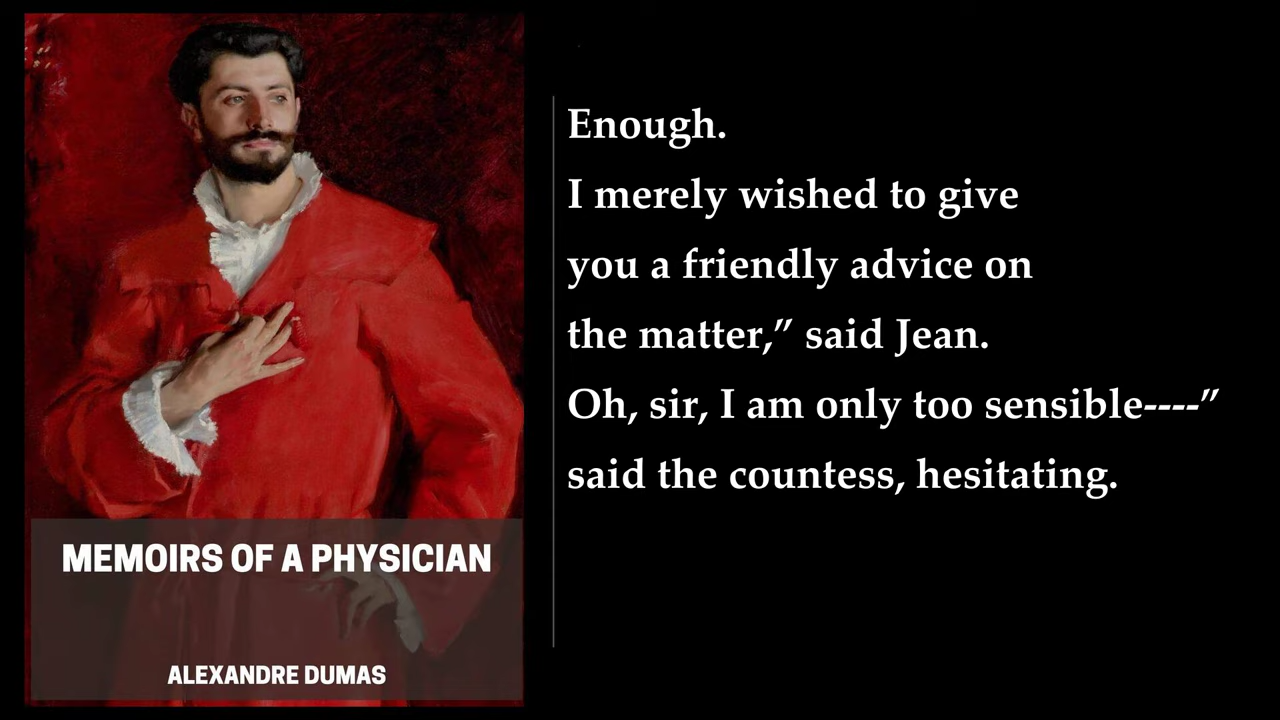 MEMOIRS OF A PHYSICIAN
ALEXANDRE DUMAS
Enough.
I merely wished to give
you a friendly advice on
the matter,” said Jean.
Oh, sir, I am only too sensible----”
said the countess, hesitating.